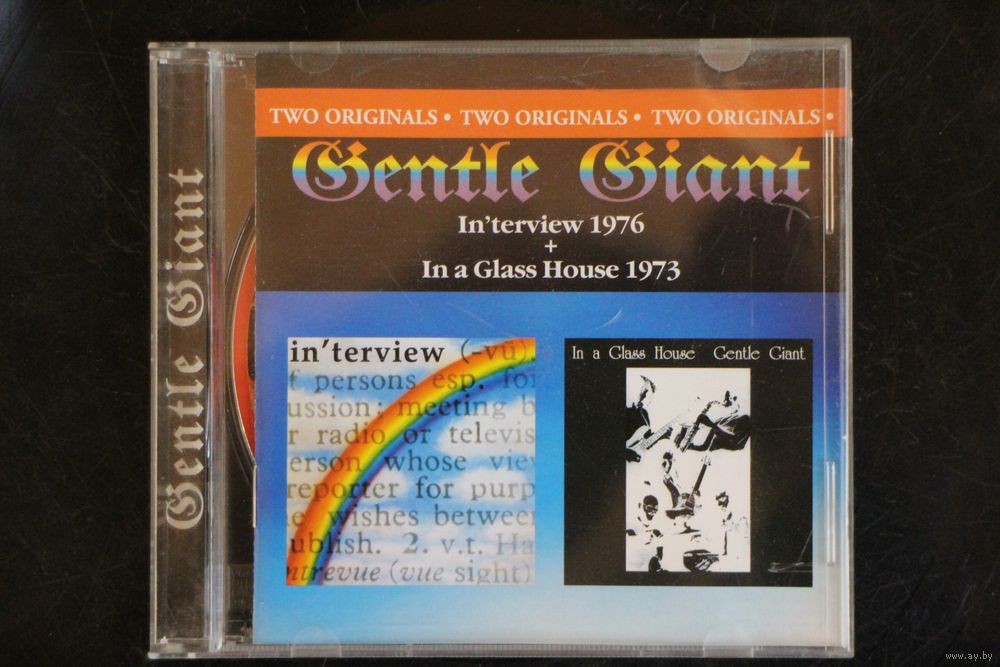 TWO ORIGINALS • TWO ORIGINALS • TWO ORIGINALS •
Gentle Giant
In'terview 1976
+
In a Glass House 1973
in'terview (-vū)
f persons esp. for
ussion; meeting b
r radio or televis
erson whose view
reporter for purp
e wishes between
ublish. 2. v.t. Ha
ntrevue (vue sight)
In a Glass House Gentle Giant
Gentle Giant
www.ay.by